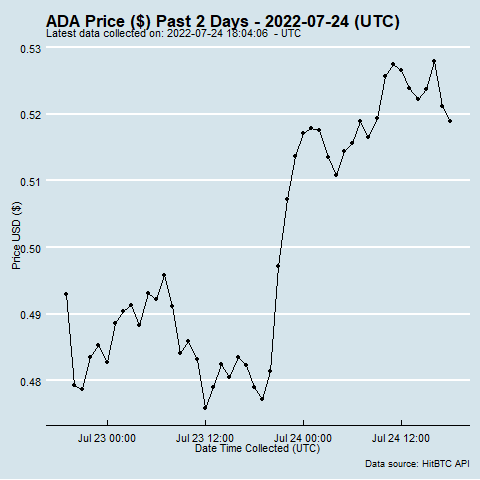 ADA Price ($) Past 2 Days - 2022-07-24 (UTC)
Latest data collected on: 2022-07-24 18:04:06 - UTC
0.53
0.52
0.51
0.50
0.49
0.48
Price USD ($)
Jul 23 00:00 Jul 23 12:00 Jul 24 00:00 Jul 24 12:00
Date Time Collected (UTC)
Data source: HitBTC API